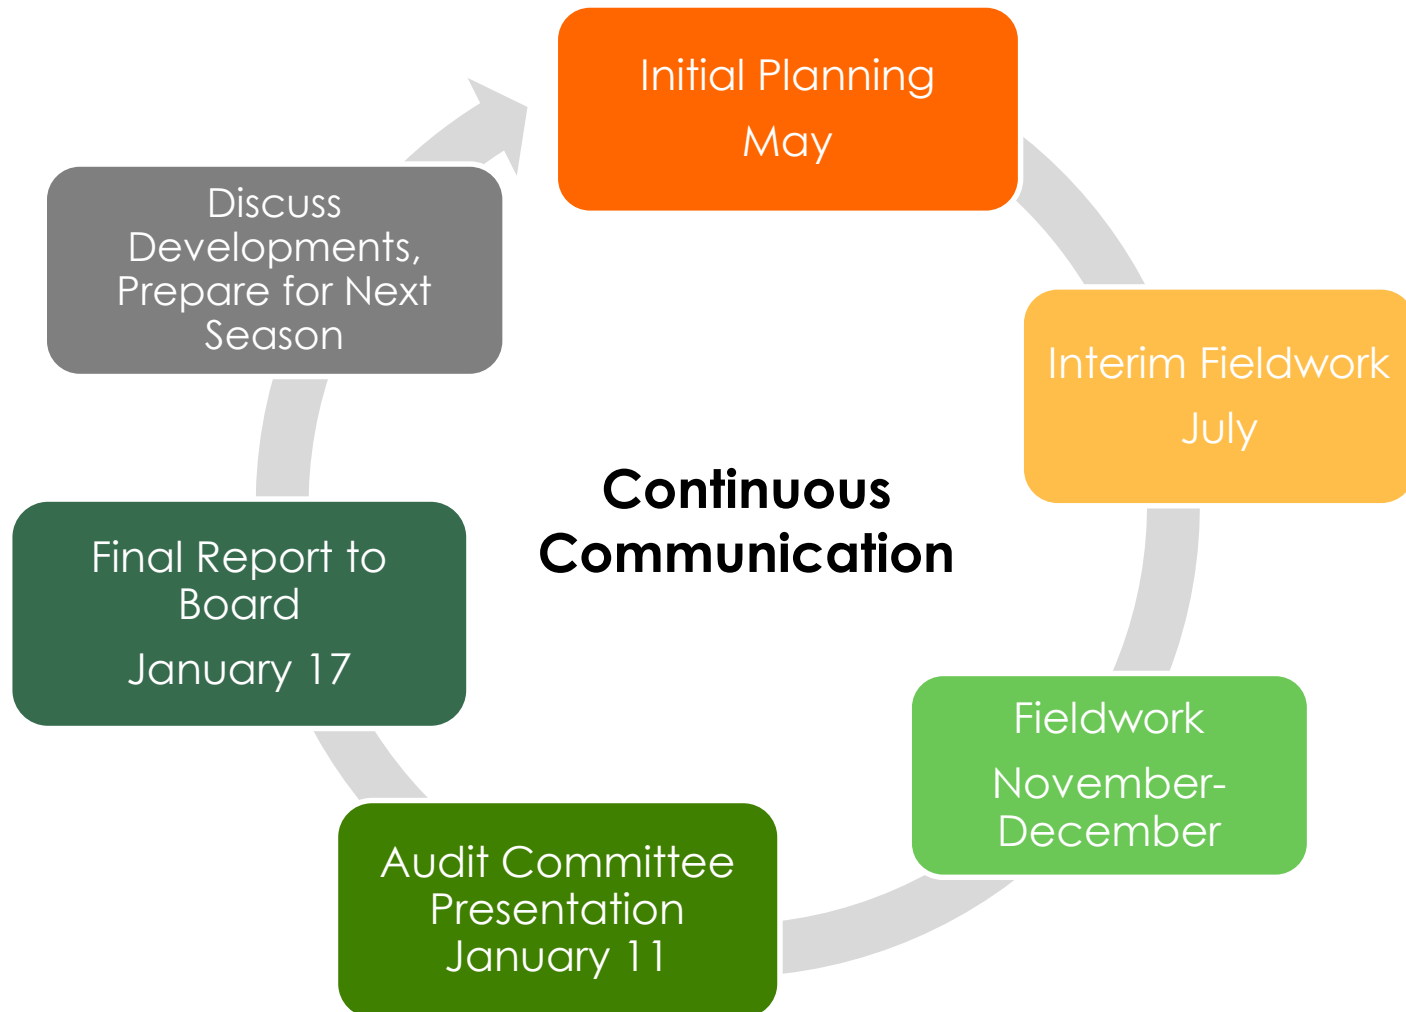 Initial Planning
May
Interim Fieldwork
July
Fieldwork
November-
December
Audit Committee
Presentation
January 11
Final Report to
Board
January 17
Discuss
Developments,
Prepare for Next
Season
Continuous
Communication